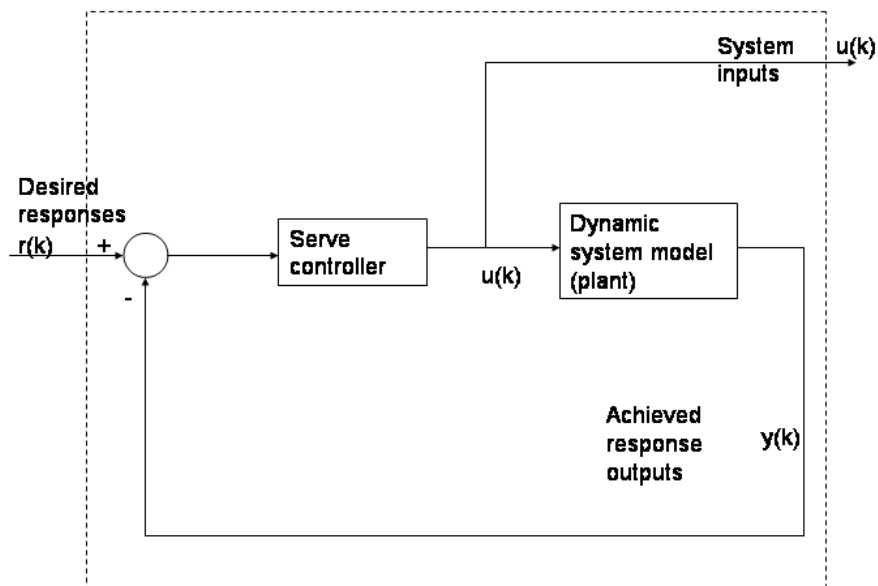 System
inputs
u(k)
Desired
responses
r(k)
+
-
Serve
controller
u(k)
Dynamic
system model
(plant)
Achieved
response
outputs
y(k)